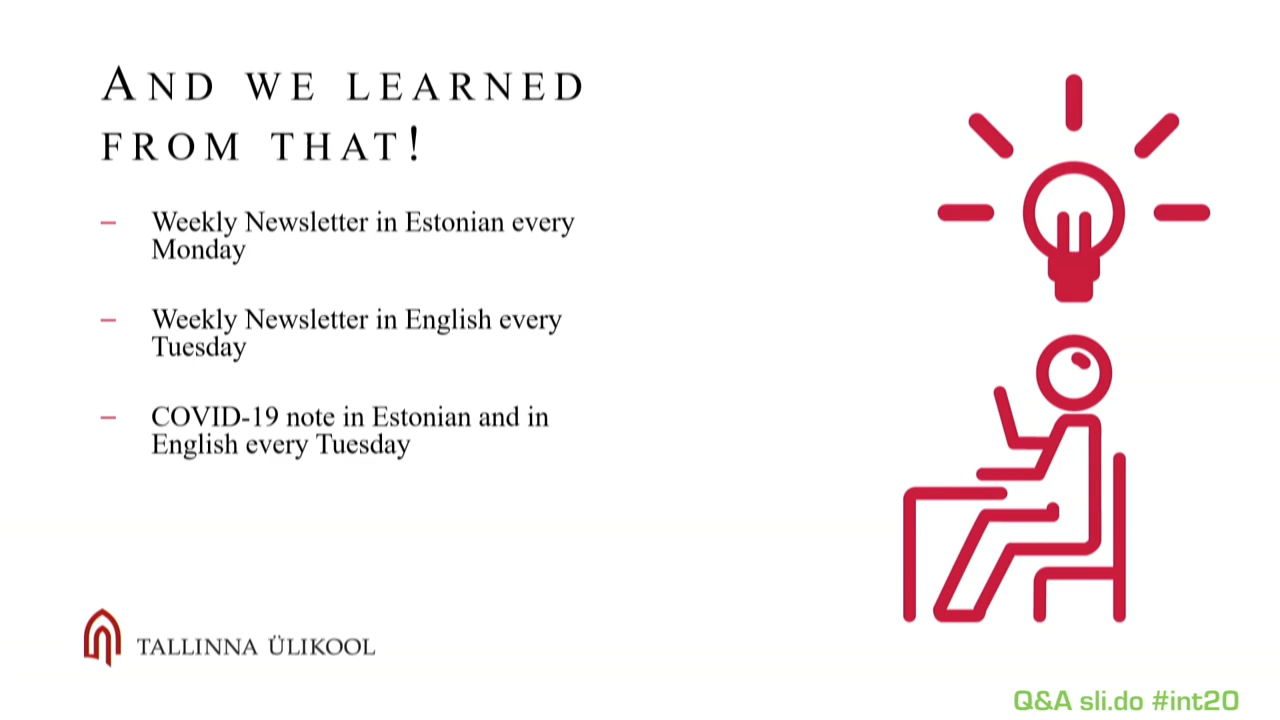 AND WE LEARNED
FROM THAT!
– Weekly Newsletter in Estonian every
Monday
– Weekly Newsletter in English every
Tuesday
– COVID-19 note in Estonian and in
English every Tuesday
TALLINNA ÜLIKOOL
Q&A sli.do #int20